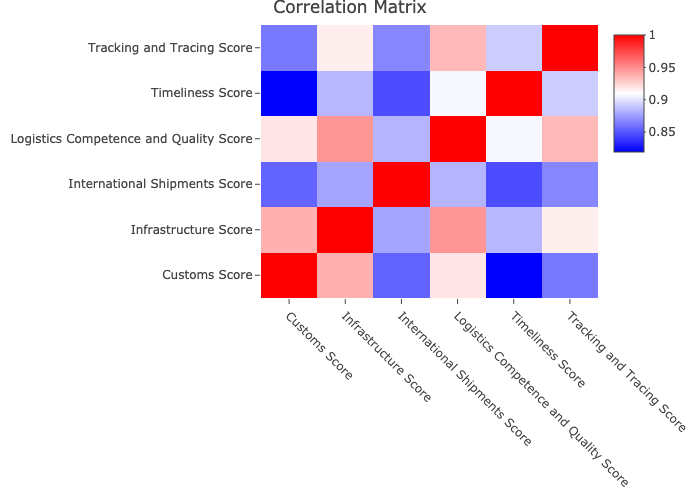 Correlation Matrix
Tracking and Tracing Score
Timeliness Score
Logistics Competence and Quality Score
International Shipments Score
Infrastructure Score
Customs Score
Customs Score
Infrastructure Score
International Shipments Score
Logistics Competence and Quality Score
Timeliness Score
Tracking and Tracing Score
1
0.95
0.9
0.85